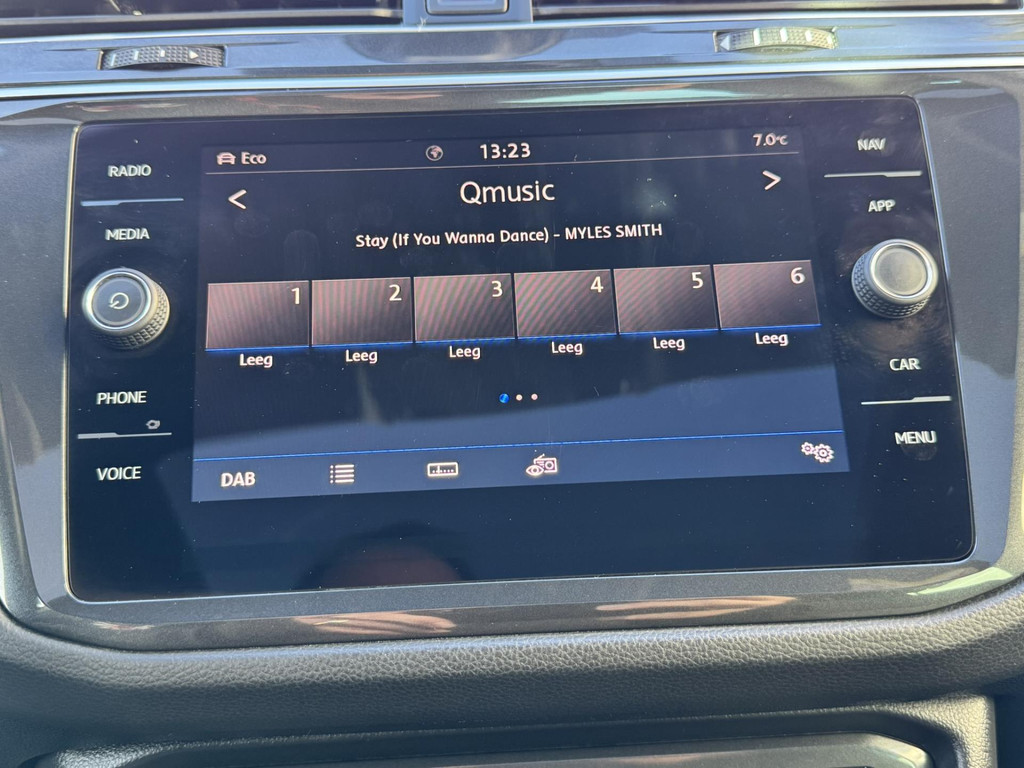 RADIO
MEDIA
PHONE
VOICE
Eco
13:23
7.0°C
< Qmusic >
Stay (If You Wanna Dance) - MYLES SMITH
1 2 3 4 5 6
Leeg Leeg Leeg Leeg Leeg Leeg
DAB
NAV
APP
CAR
MENU